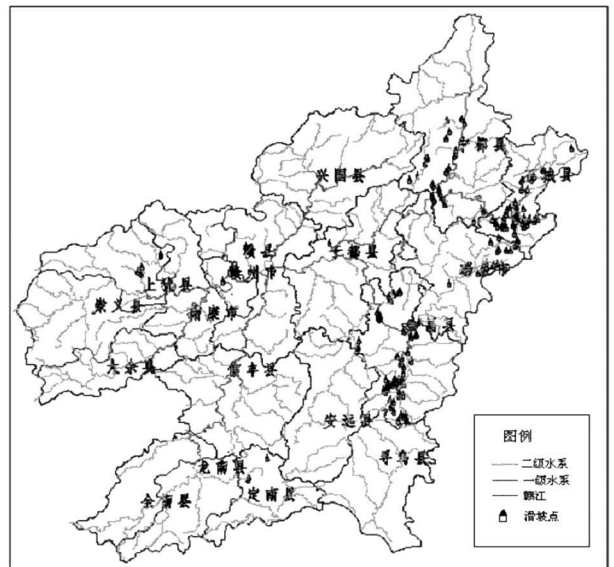 宁都县
石城县
兴国县
赣县
于都县
赣州市
瑞金市
上犹县
崇义县
南康市
会昌县
大余县
信丰县
安远县
寻乌县
龙南县
全南县
定南县
图例
二级水系
一级水系
赣江
滑坡点